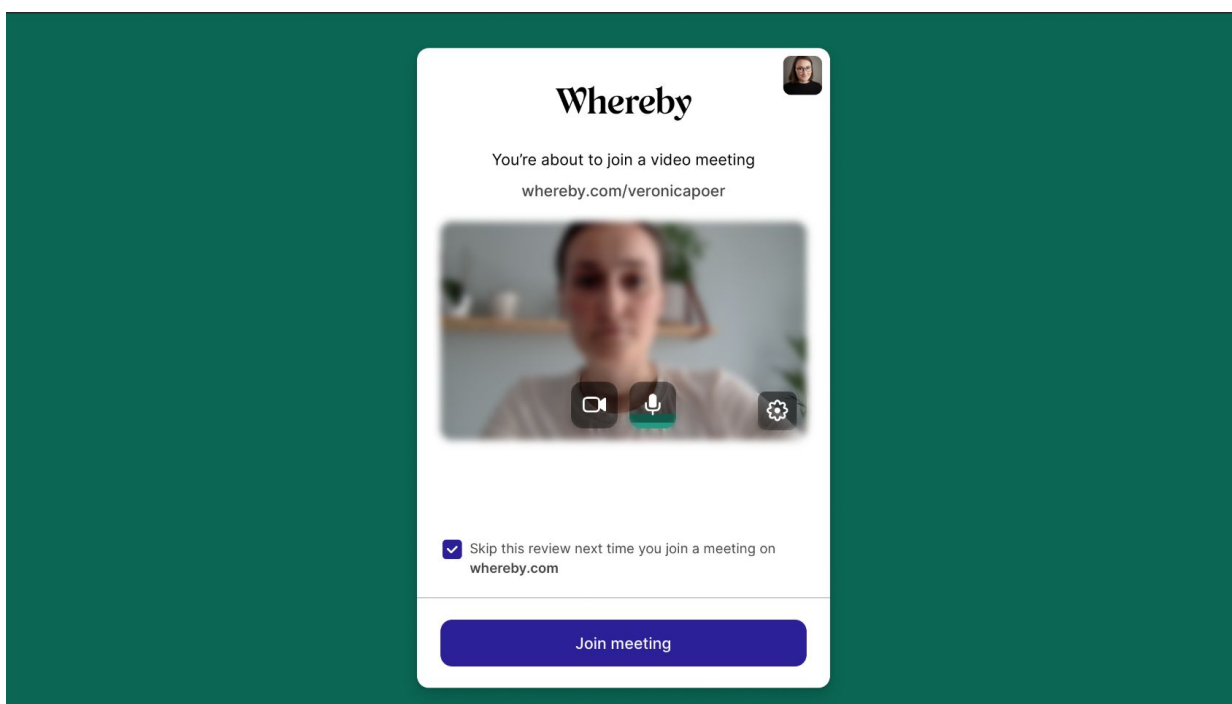 Whereby
You’re about to join a video meeting
whereby.com/veronicapoer
Skip this review next time you join a meeting on
whereby.com
Join meeting